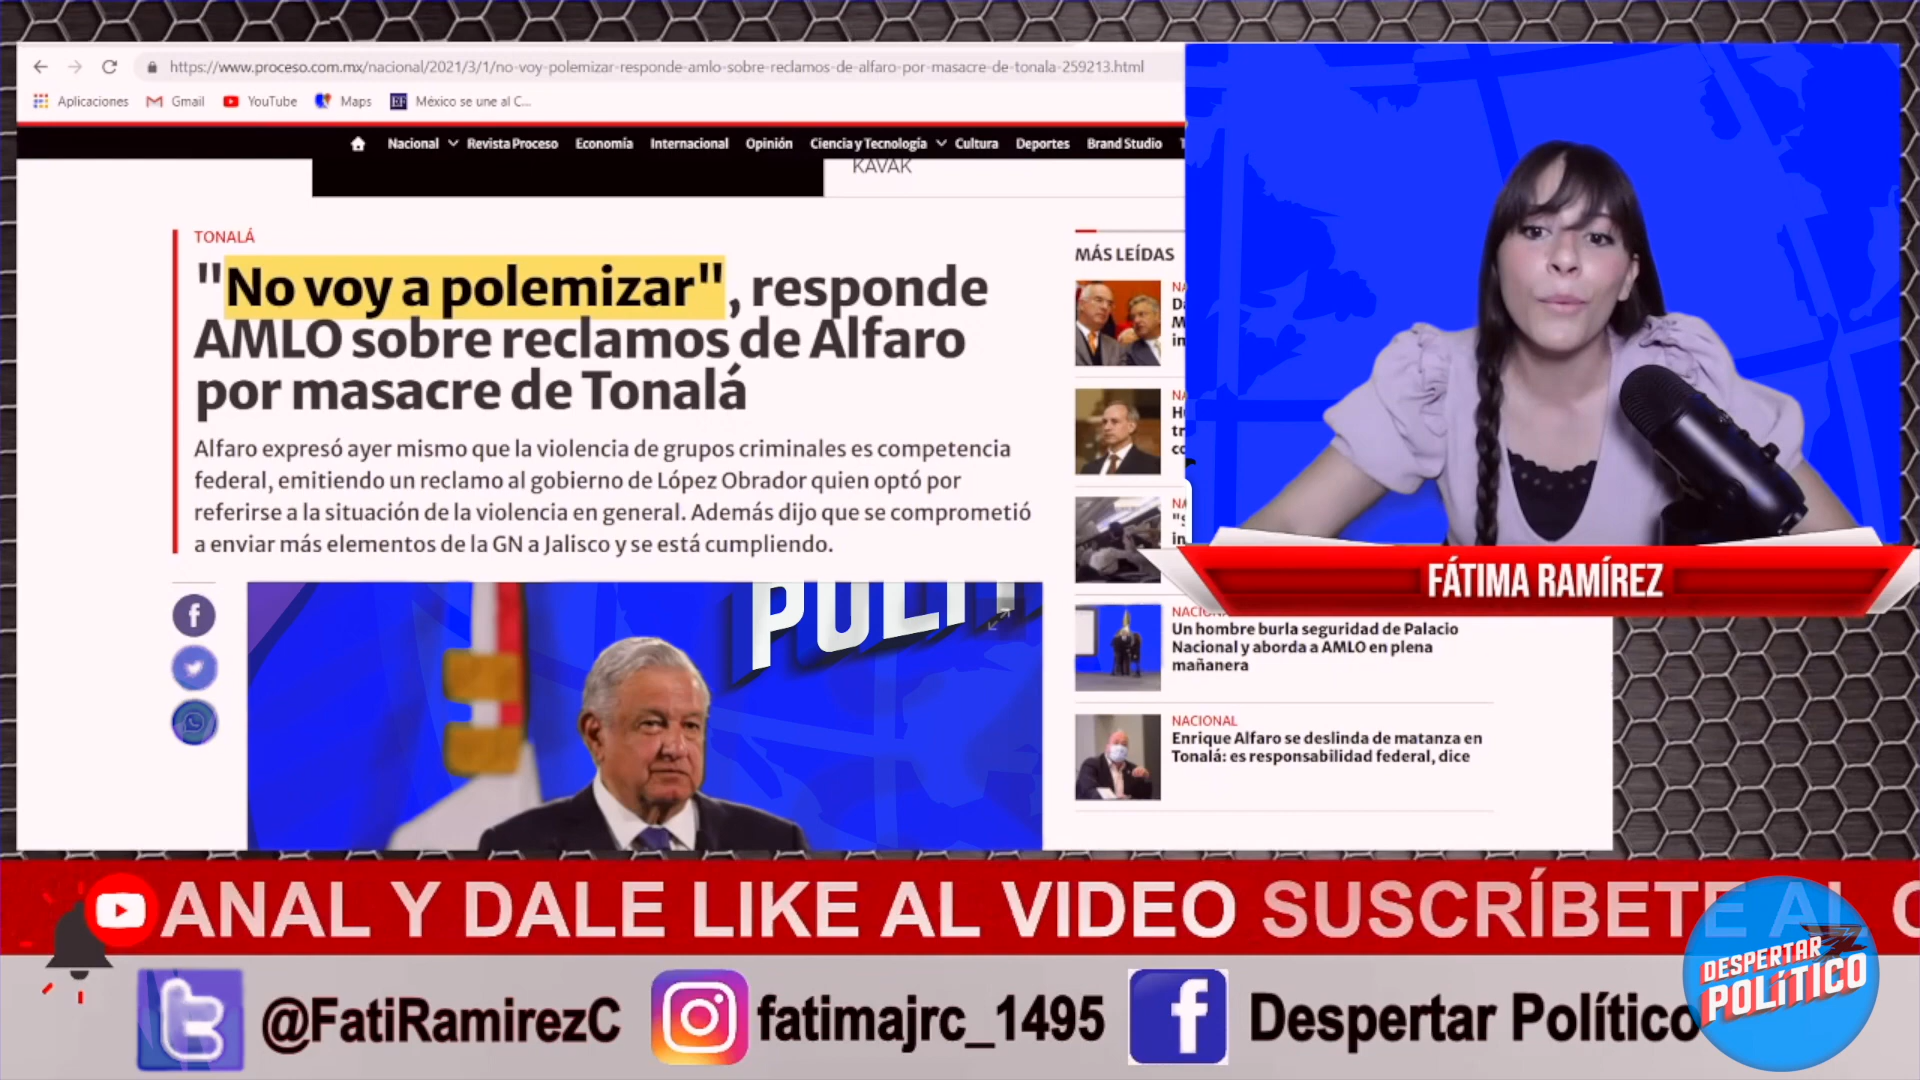 https://www.proceso.com.mx/nacional/2021/3/1/no-voy-polemizar-responde-amlo-sobre-reclamos-de-alfaro-por-masacre-de-tonala-259213.html
Aplicaciones Gmail YouTube Maps EF México se une al C...
Nacional Revista Proceso Economía Internacional Opinión Ciencia y Tecnología Cultura Deportes Brand Studio
KAVAK
TONALÁ
"No voy a polemizar", responde
AMLO sobre reclamos de Alfaro
por masacre de Tonalá
Alfaro expresó ayer mismo que la violencia de grupos criminales es competencia
federal, emitiendo un reclamo al gobierno de López Obrador quien optó por
referirse a la situación de la violencia en general. Además dijo que se comprometió
a enviar más elementos de la GN a Jalisco y se está cumpliendo.
POLIT
MÁS LEÍDAS
FÁTIMA RAMÍREZ
Un hombre burla seguridad de Palacio
Nacional y aborda a AMLO en plena
mañanera
NACIONAL
Enrique Alfaro se deslinda de matanza en
Tonalá: es responsabilidad federal, dice
ANAL Y DALE LIKE AL VIDEO SUSCRÍBETE AL C
@FatiRamirezC fatimajrc_1495 Despertar Político
DESPERTAR
POLÍTICO